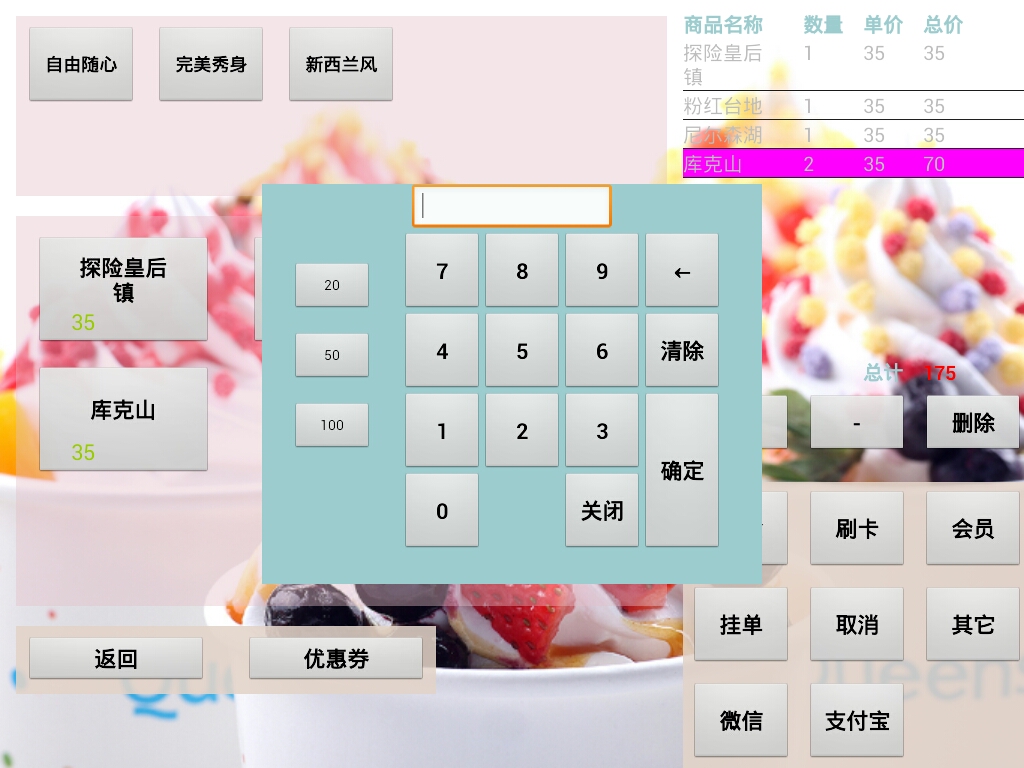 自由随心
完美秀身
新西兰风
商品名称 数量 单价 总价
探险皇后镇 1 35 35
粉红台地 1 35 35
尼尔森湖 1 35 35
库克山 2 35 70
探险皇后
镇
35
库克山
35
20
50
100
7 8 9 ←
4 5 6 清除
1 2 3
确定
0 关闭
总计 175
- 删除
刷卡 会员
挂单 取消 其它
微信 支付宝
返回 优惠券
Queens